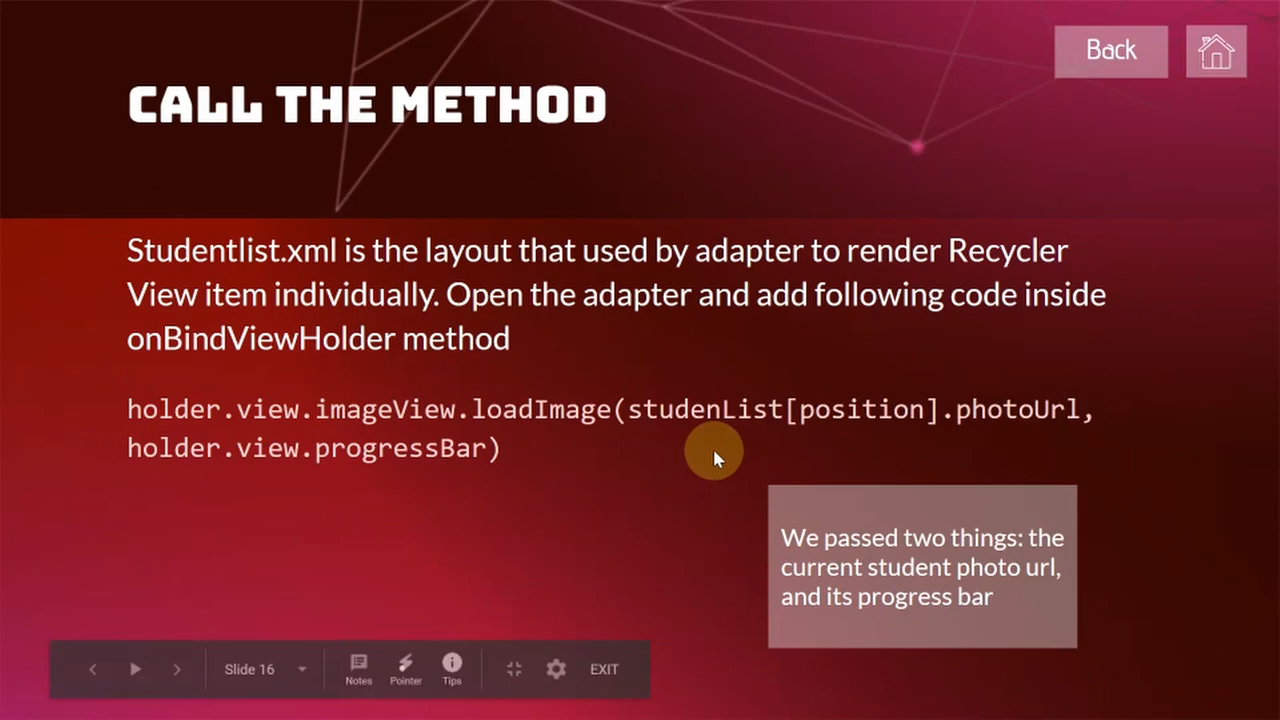 Back
CALL THE METHOD
Studentlist.xml is the layout that used by adapter to render Recycler
View item individually. Open the adapter and add following code inside
onBindViewHolder method
holder.view.imageView.loadImage(studenList[position].photoUrl,
holder.view.progressBar)
We passed two things: the
current student photo url,
and its progress bar
Slide 16
Notes
Pointer
Tips
EXIT